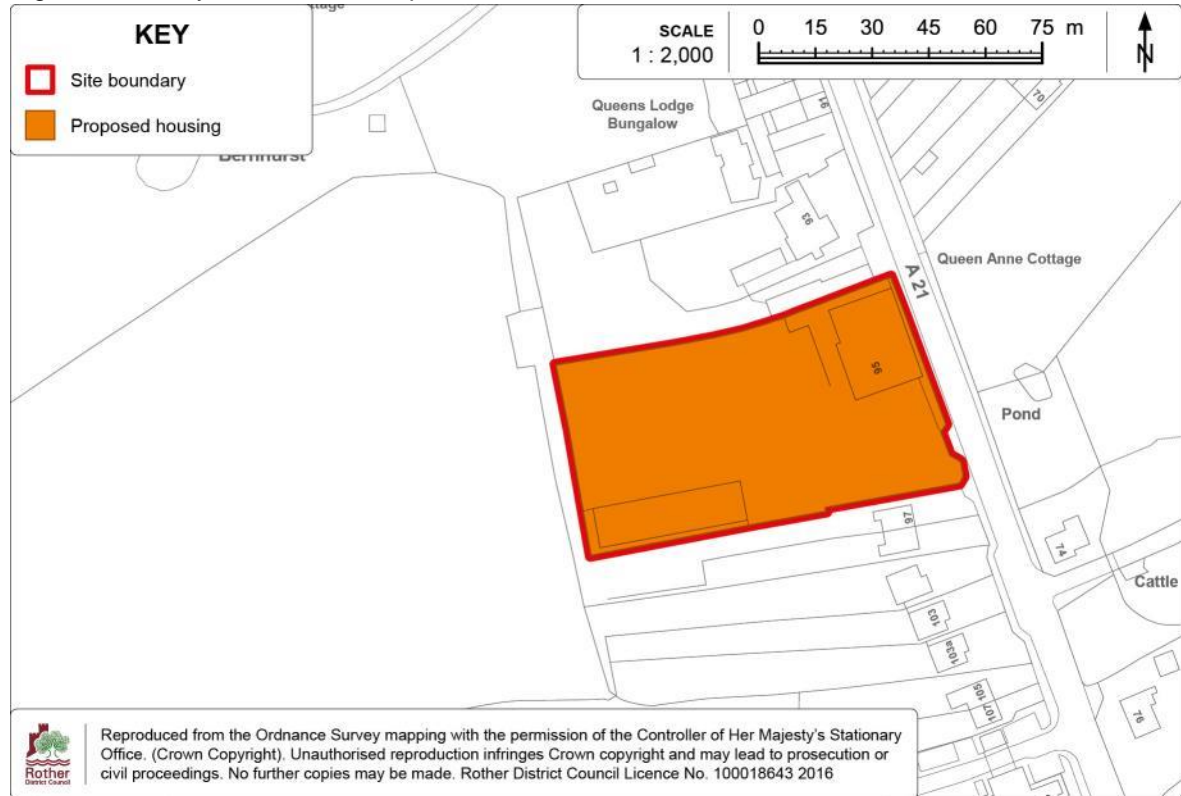 KEY
Site boundary
Proposed housing
SCALE
1 : 2,000
0 15 30 45 60 75 m
N
Queens Lodge
Bungalow
91
70
93
Queen Anne Cottage
A 21
95
Pond
97
74
Cattle
103
103a
107 105
76
Rother
District Council
Reproduced from the Ordnance Survey mapping with the permission of the Controller of Her Majesty's Stationary
Office. (Crown Copyright). Unauthorised reproduction infringes Crown copyright and may lead to prosecution or
civil proceedings. No further copies may be made. Rother District Council Licence No. 100018643 2016